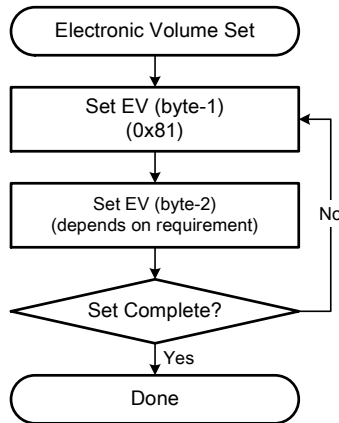 Electronic Volume Set
Set EV (byte-1)
(0x81)
Set EV (byte-2)
(depends on requirement)
No
Set Complete?
Yes
Done